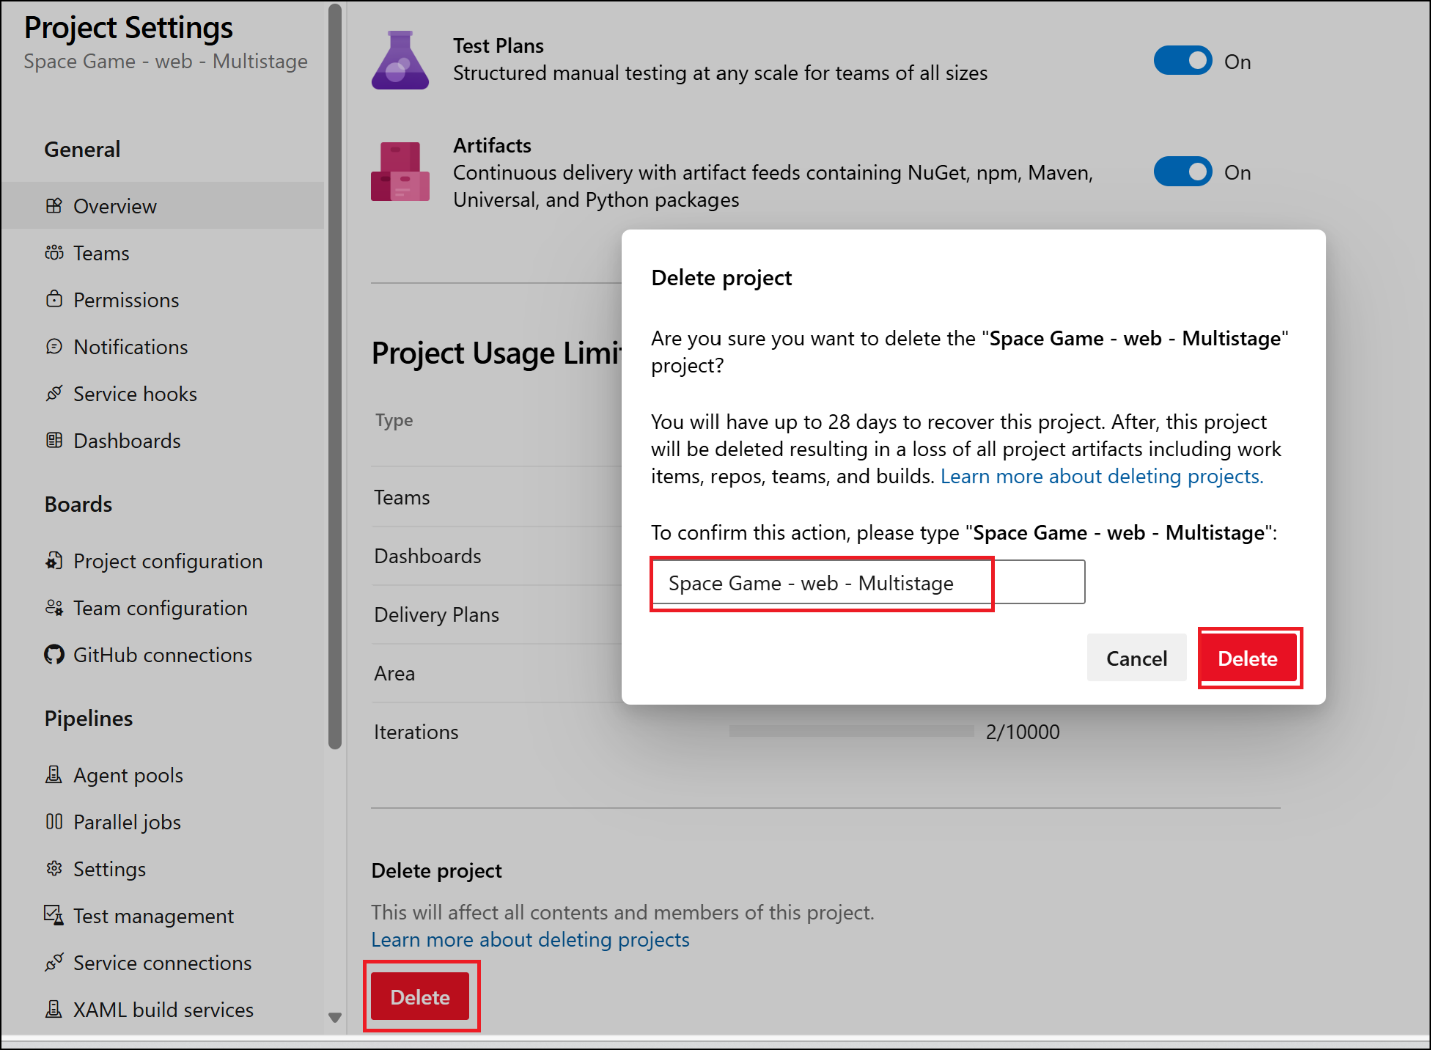 Project Settings
Space Game - web - Multistage
General
Overview
Teams
Permissions
Notifications
Service hooks
Dashboards
Boards
Project configuration
Team configuration
GitHub connections
Pipelines
Agent pools
Parallel jobs
Settings
Test management
Service connections
XAML build services
Test Plans
Structured manual testing at any scale for teams of all sizes
On
Artifacts
Continuous delivery with artifact feeds containing NuGet, npm, Maven,
Universal, and Python packages
On
Project Usage Limi
Type
Teams
Dashboards
Delivery Plans
Area
Iterations
2/10000
Delete project
This will affect all contents and members of this project.
Learn more about deleting projects
Delete
Delete project
Are you sure you want to delete the "Space Game - web - Multistage"
project?
You will have up to 28 days to recover this project. After, this project
will be deleted resulting in a loss of all project artifacts including work
items, repos, teams, and builds. Learn more about deleting projects.
To confirm this action, please type "Space Game - web - Multistage":
Space Game - web - Multistage
Cancel
Delete